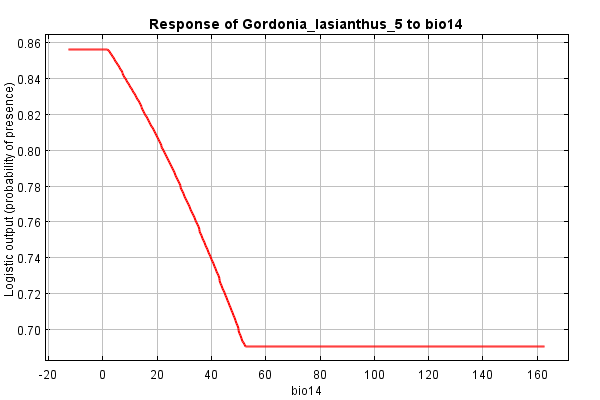 Response of Gordonia_lasianthus_5 to bio14
Logistic output (probability of presence)
0.86
0.84
0.82
0.80
0.78
0.76
0.74
0.72
0.70
-20 0 20 40 60 80 100 120 140 160
bio14